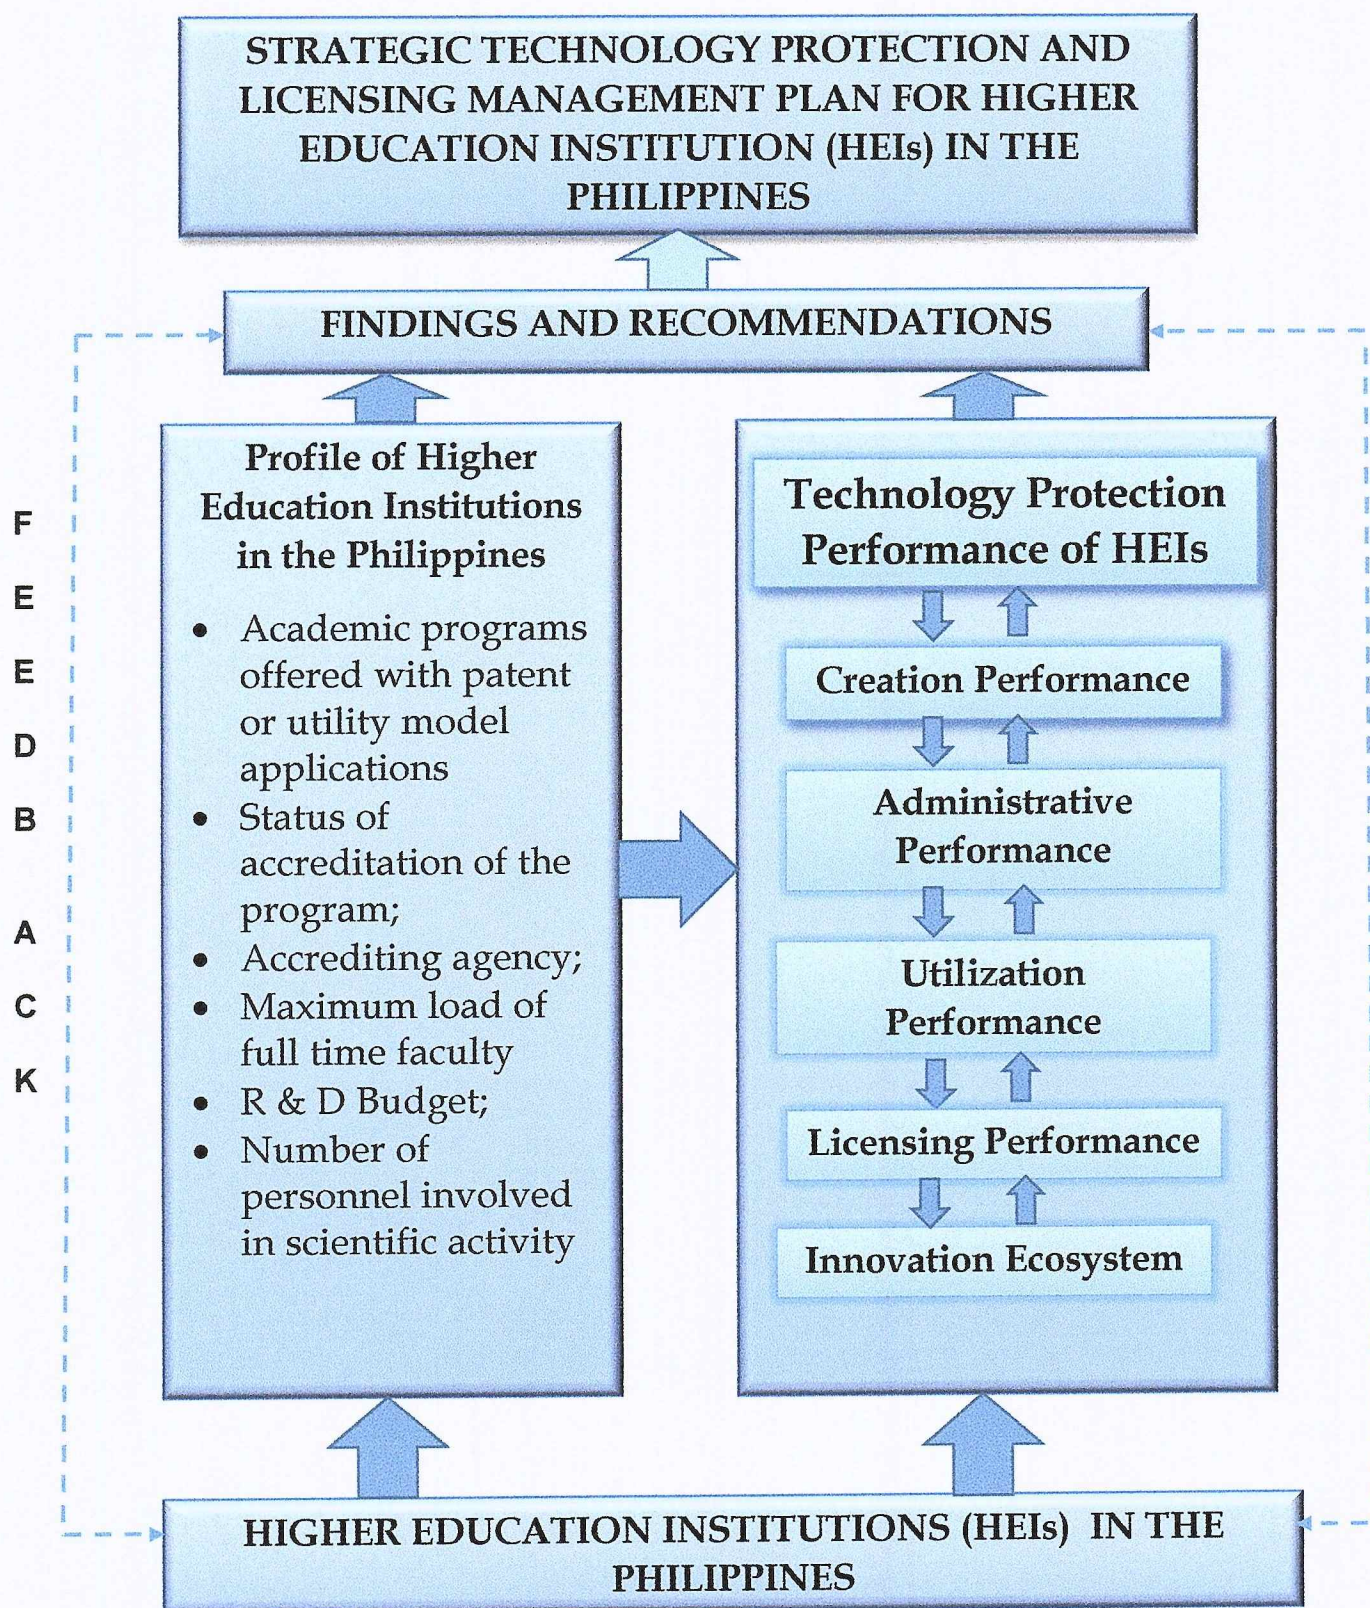 STRATEGIC TECHNOLOGY PROTECTION AND
LICENSING MANAGEMENT PLAN FOR HIGHER
EDUCATION INSTITUTION (HEIs) IN THE
PHILIPPINES
FINDINGS AND RECOMMENDATIONS
F
E
E
D
B
A
C
K
Profile of Higher
Education Institutions
in the Philippines
• Academic programs
offered with patent
or utility model
applications
• Status of
accreditation of the
program;
• Accrediting agency;
• Maximum load of
full time faculty
• R & D Budget;
• Number of
personnel involved
in scientific activity
Technology Protection
Performance of HEIs
Creation Performance
Administrative
Performance
Utilization
Performance
Licensing Performance
Innovation Ecosystem
HIGHER EDUCATION INSTITUTIONS (HEIs) IN THE
PHILIPPINES